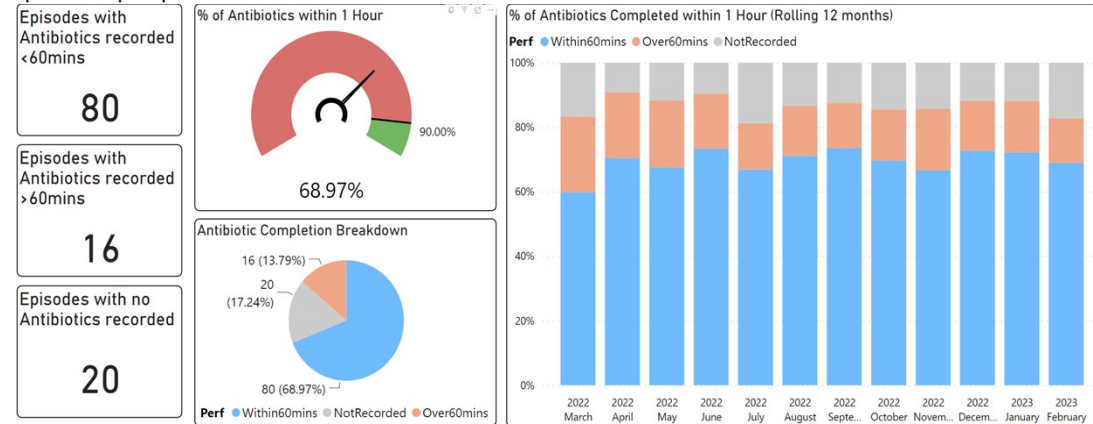 Episodes with
Antibiotics recorded
<60mins
80
Episodes with
Antibiotics recorded
>60mins
16
Episodes with no
Antibiotics recorded
20
% of Antibiotics within 1 Hour
90.00%
68.97%
Antibiotic Completion Breakdown
16 (13.79%)
20
(17.24%)
80 (68.97%)
Perf Within60mins NotRecorded Over60mins
% of Antibiotics Completed within 1 Hour (Rolling 12 months)
Perf Within60mins Over60mins NotRecorded
100%
80%
60%
40%
20%
0%
2022 2022 2022 2022 2022 2022 2022 2022 2022 2022 2023 2023
March April May June July August Septe... October Novem... Decem... January February